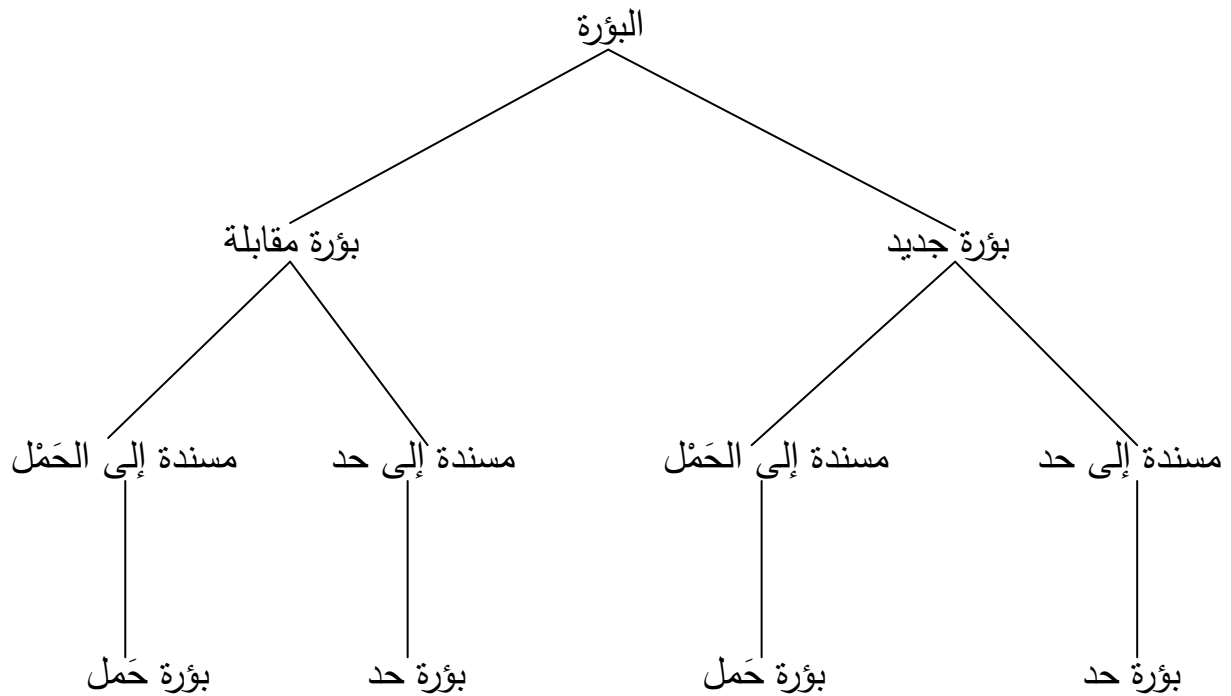 البؤرة
بؤرة جديد
بؤرة مقابلة
مسندة إلى حد
مسندة إلى الحَمْل
مسندة إلى حد
مسندة إلى الحَمْل
بؤرة حد
بؤرة حَمل
بؤرة حد
بؤرة حَمل